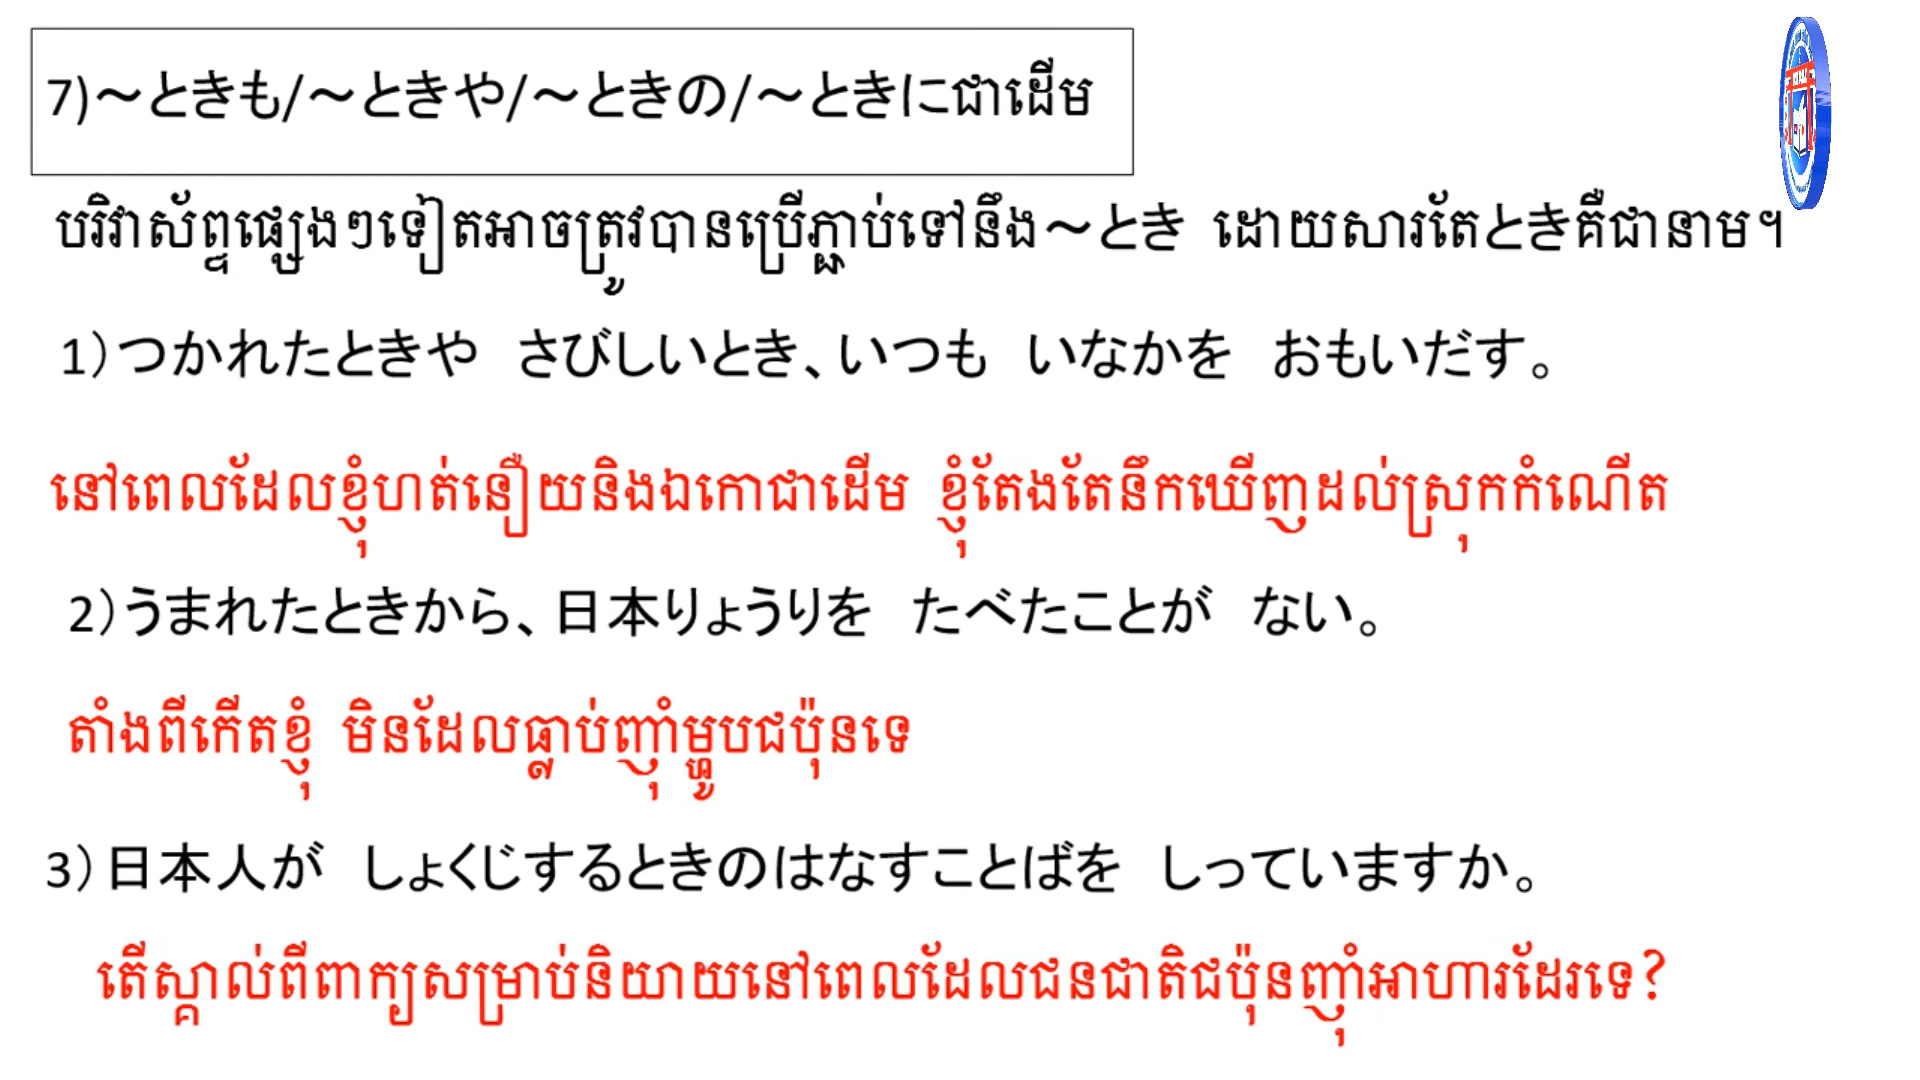 7)～ときも/～ときや/～ときの/～ときにជាដើម
បរិវាស័ព្ទផ្សេងៗទៀតអាចត្រូវបានប្រើភ្ជាប់ទៅនឹង～とき ដោយសារតែときគឺជានាម។
1）つかれたときや　さびしいとき、いつも　いなかを　おもいだす。
នៅពេលដែលខ្ញុំហត់នឿយនិងឯកោជាដើម ខ្ញុំតែងតែនឹកឃើញដល់ស្រុកកំណើត
2）うまれたときから、日本りょうりを　たべたことが　ない。
តាំងពីកើតខ្ញុំ មិនដែលធ្លាប់ញ៉ាំម្ហូបជប៉ុនទេ
3）日本人が　しょくじするときのはなすことばを　しっていますか。
តើស្គាល់ពីពាក្យសម្រាប់និយាយនៅពេលដែលជនជាតិជប៉ុនញ៉ាំអាហារដែរទេ?